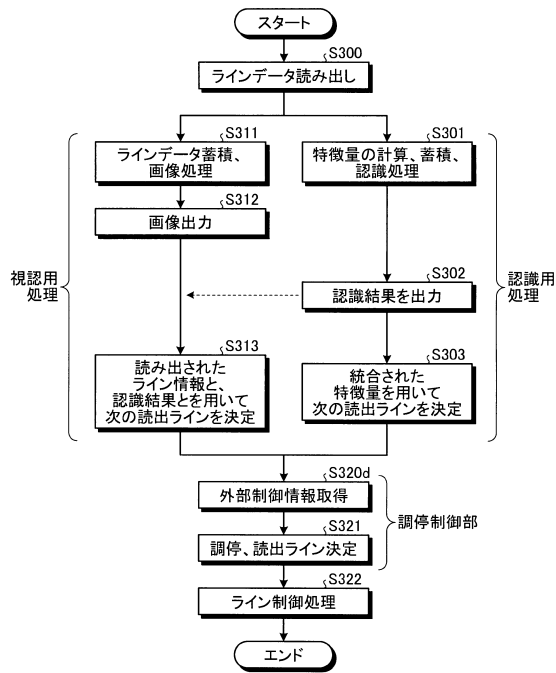 スタート
S300
ラインデータ読み出し
S311
ラインデータ蓄積、
画像処理
S301
特徴量の計算、蓄積、
認識処理
S312
画像出力
視認用
処理
認識用
処理
S302
認識結果を出力
S313
読み出された
ライン情報と、
認識結果とを用いて
次の読出ラインを決定
S303
統合された
特徴量を用いて
次の読出ラインを決定
S320d
外部制御情報取得
調停制御部
S321
調停、読出ライン決定
S322
ライン制御処理
エンド